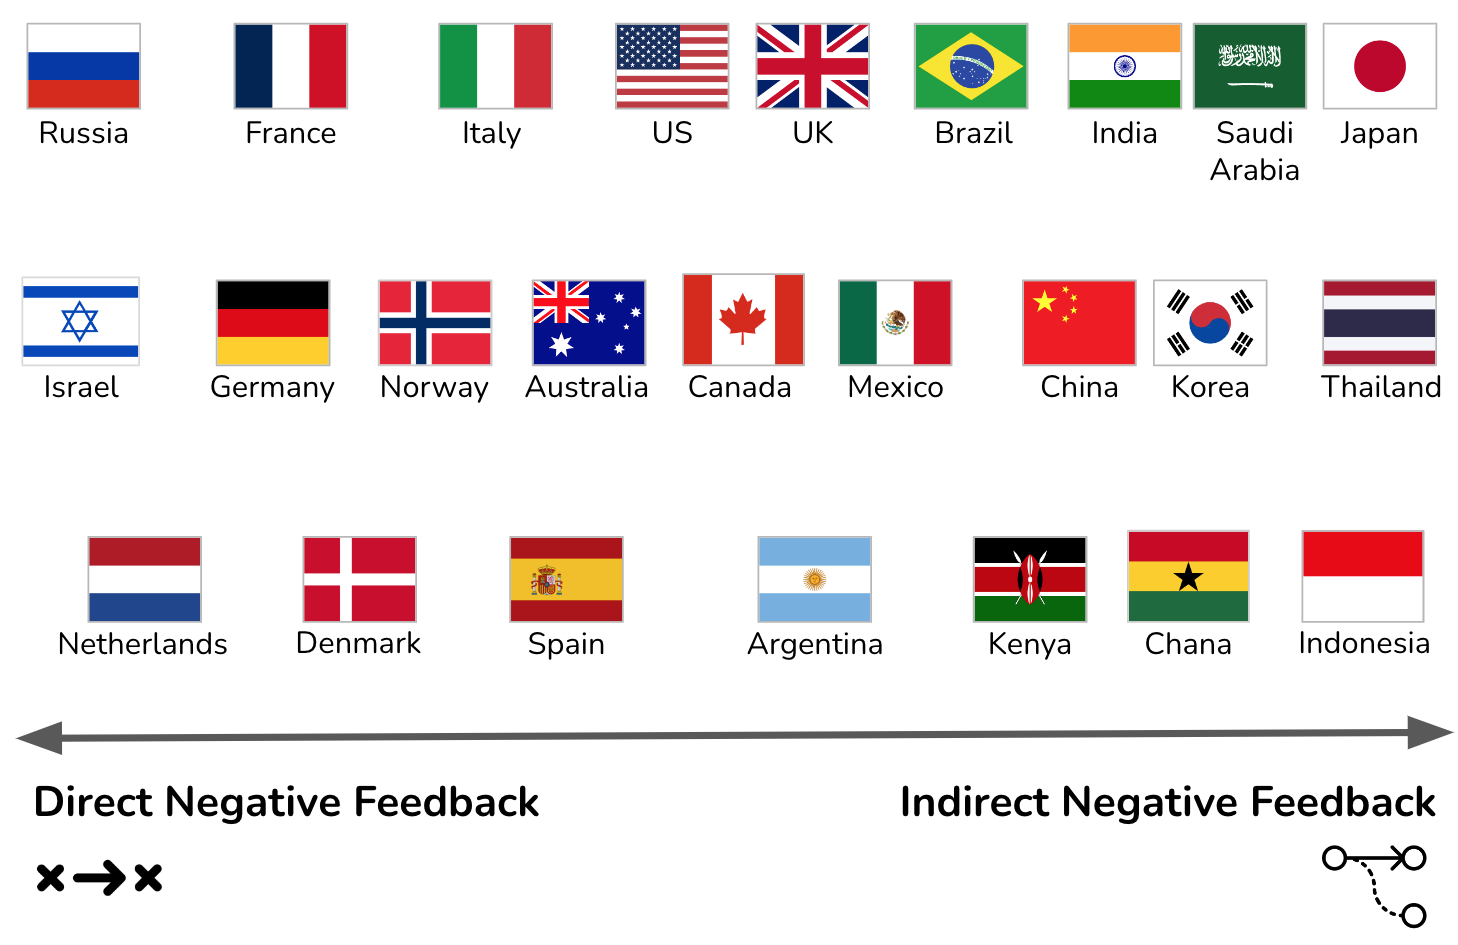 Russia
France
Italy
US
UK
Brazil
India
Saudi
Arabia
Japan
Israel
Germany
Norway
Australia
Canada
Mexico
China
Korea
Thailand
Netherlands
Denmark
Spain
Argentina
Kenya
Chana
Indonesia
Direct Negative Feedback
Indirect Negative Feedback